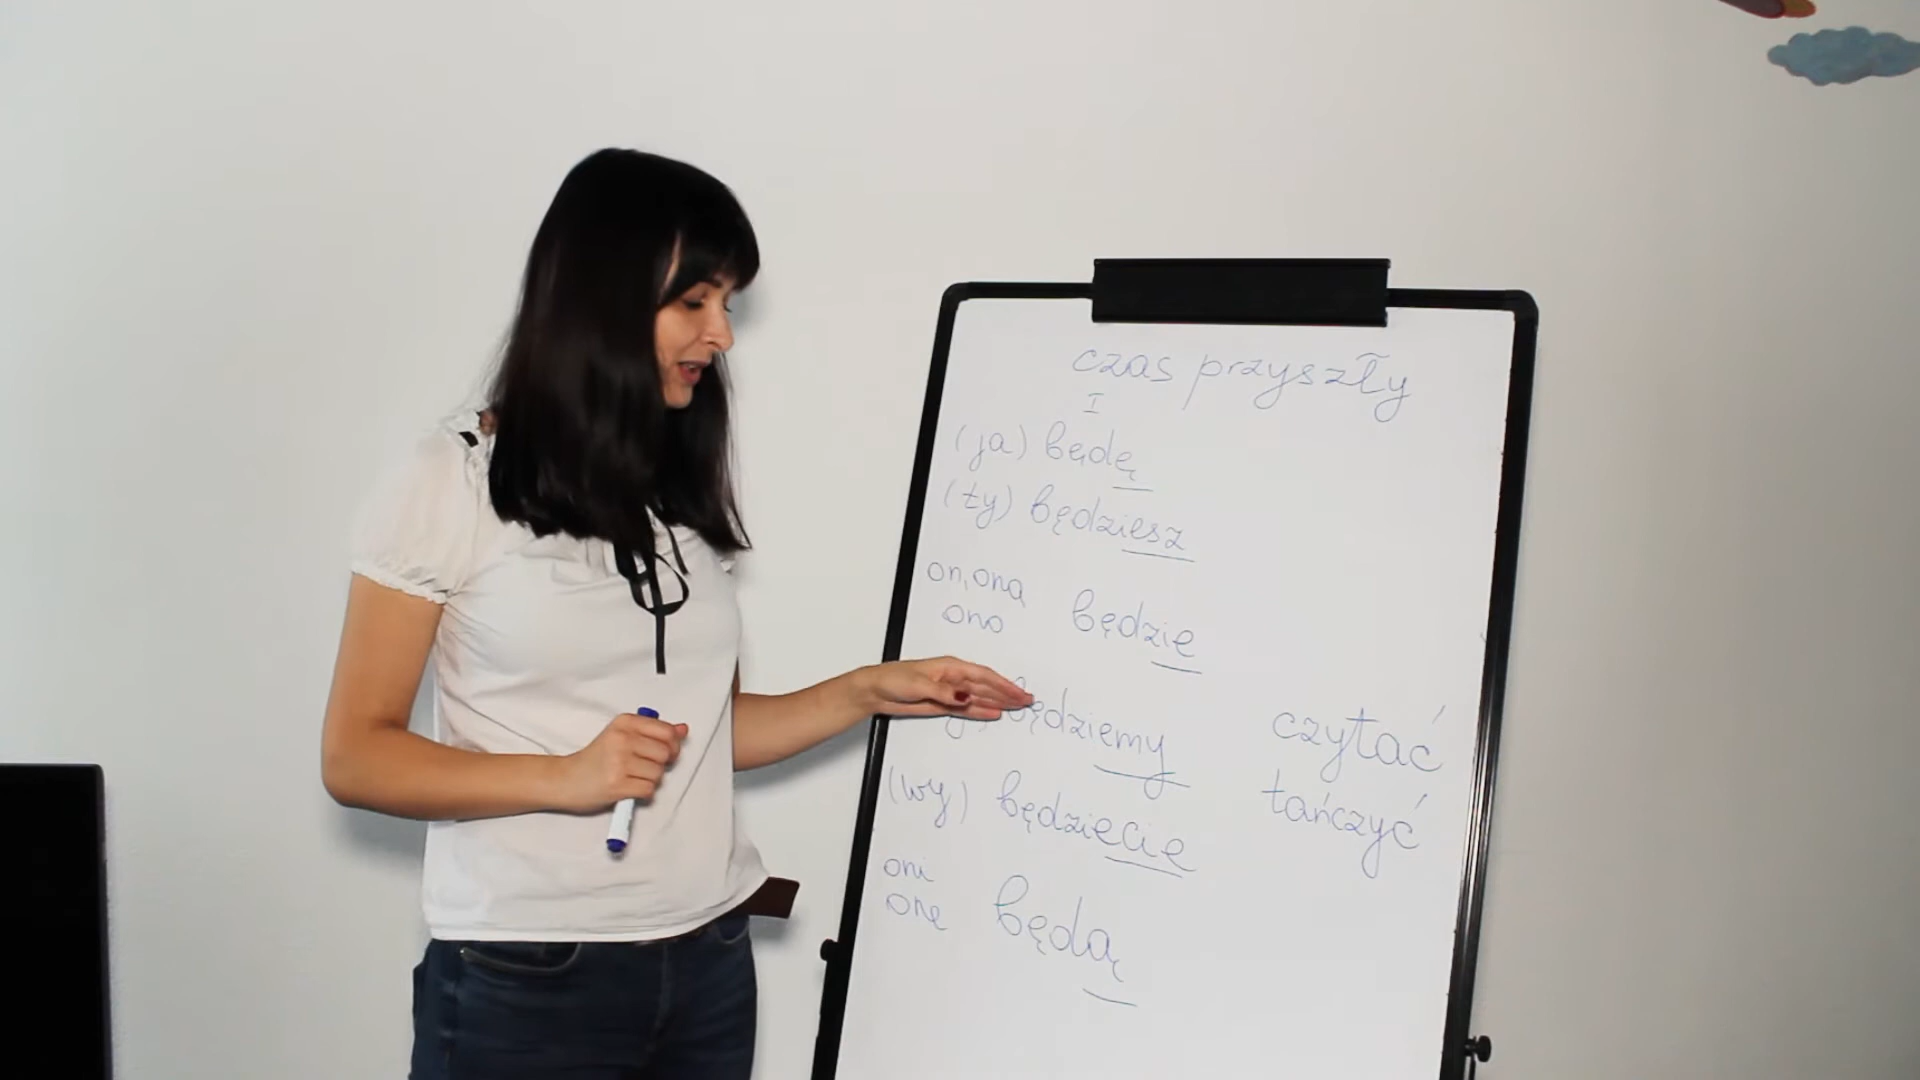 czas przyszły
I
(ja) będę
(ty) będziesz
on, ona
ono będzie
będziemy czytać
(wy) będziecie tańczyć
oni
one będą